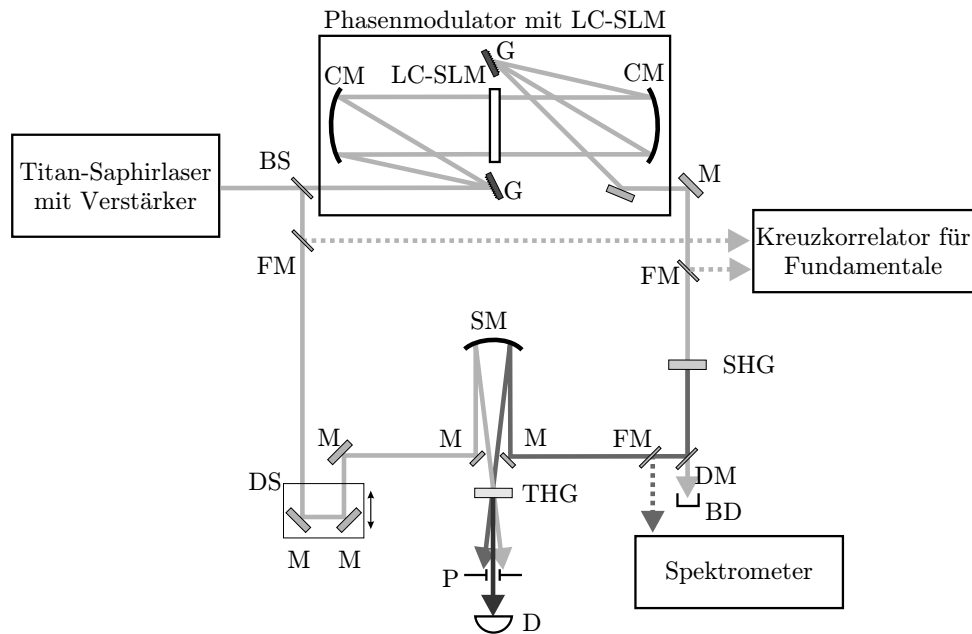 Phasenmodulator mit LC-SLM
G
CM
LC-SLM
CM
Titan-Saphirlaser
mit Verstärker
BS
G
M
FM
Kreuzkorrelator für
Fundamentale
FM
SM
SHG
M
M
M
FM
DS
THG
DM
BD
M
M
P
Spektrometer
D